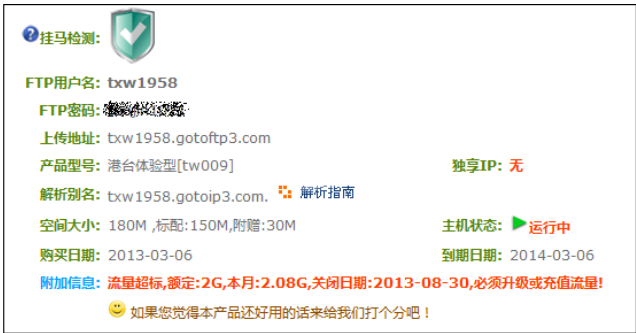 挂马检测:
FTP用户名: txw1958
FTP密码:
上传地址: txw1958.gotoftp3.com
产品型号: 港台体验型[tw009] 独享IP: 无
解析别名: txw1958.gotoip3.com. 解析指南
空间大小: 180M ,标配:150M,附赠:30M 主机状态: 运行中
购买日期: 2013-03-06 到期日期: 2014-03-06
附加信息: 流量超标,额定:2G,本月:2.08G,关闭日期:2013-08-30,必须升级或充值流量!
如果您觉得本产品还好用的话来给我们打个分吧！